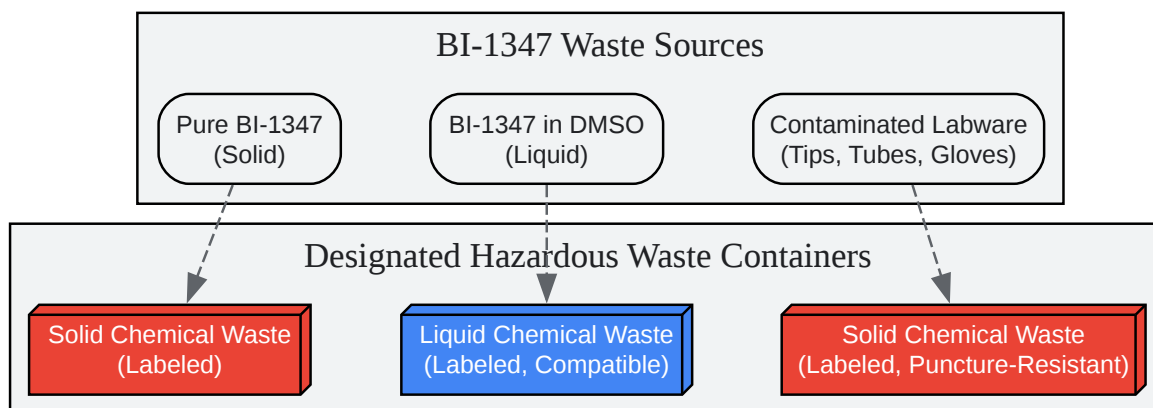 BI-1347 Waste Sources
Pure BI-1347
(Solid)
BI-1347 in DMSO
(Liquid)
Contaminated Labware
(Tips, Tubes, Gloves)
Designated Hazardous Waste Containers
Solid Chemical Waste
(Labeled)
Liquid Chemical Waste
(Labeled, Compatible)
Solid Chemical Waste
(Labeled, Puncture-Resistant)